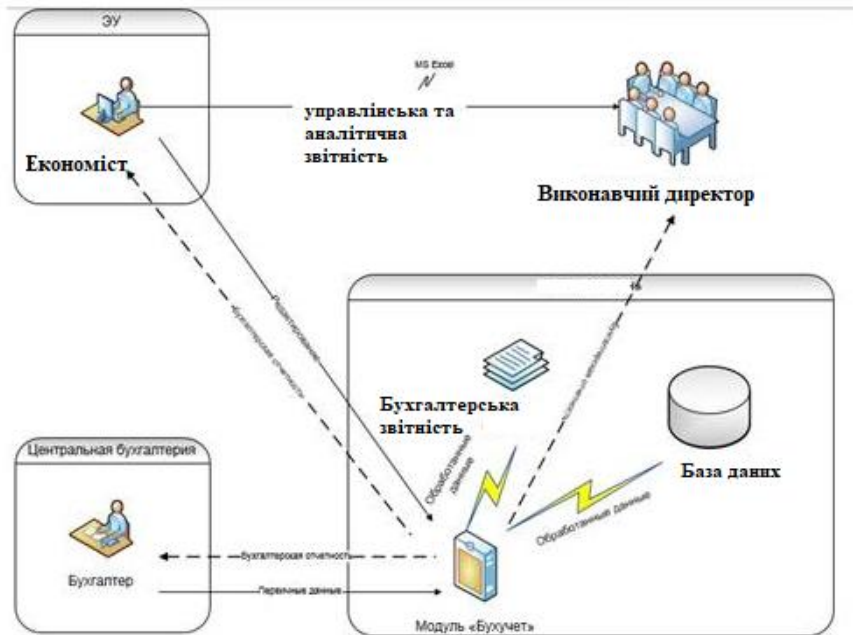 ЭУ
MS Excel
управлінська та
аналітична
звітність
Економіст
Виконавчий директор
Редактирование
Бухгалтерская отчетность
Бухгалтерська
звітність
База даних
Обработанные
данные
Обработанные данные
Центральная бухгалтерия
Бухгалтер
Бухгалтерская отчетность
Первичные данные
Модуль «Бухучет»